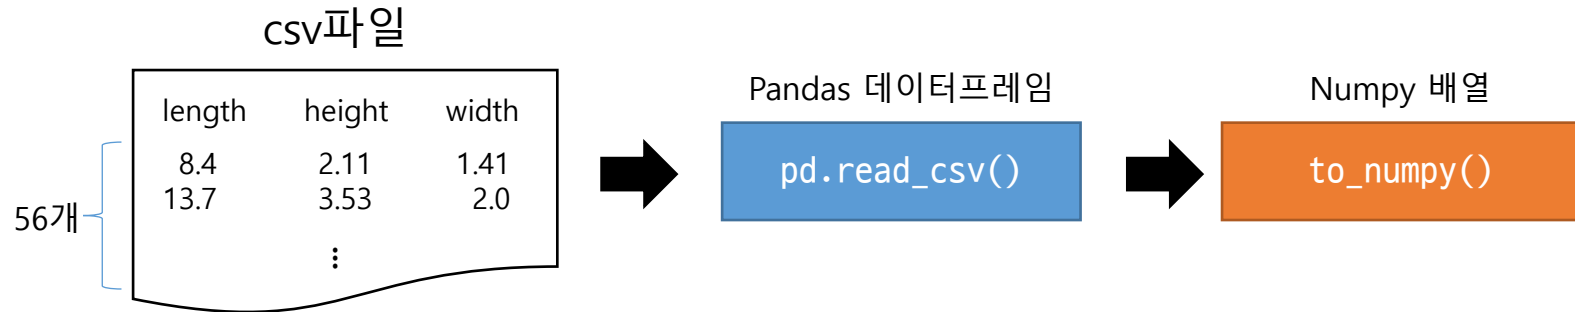 csv파일
length height width
8.4 2.11 1.41
13.7 3.53 2.0
⋮
56개
Pandas 데이터프레임
pd.read_csv()
Numpy 배열
to_numpy()